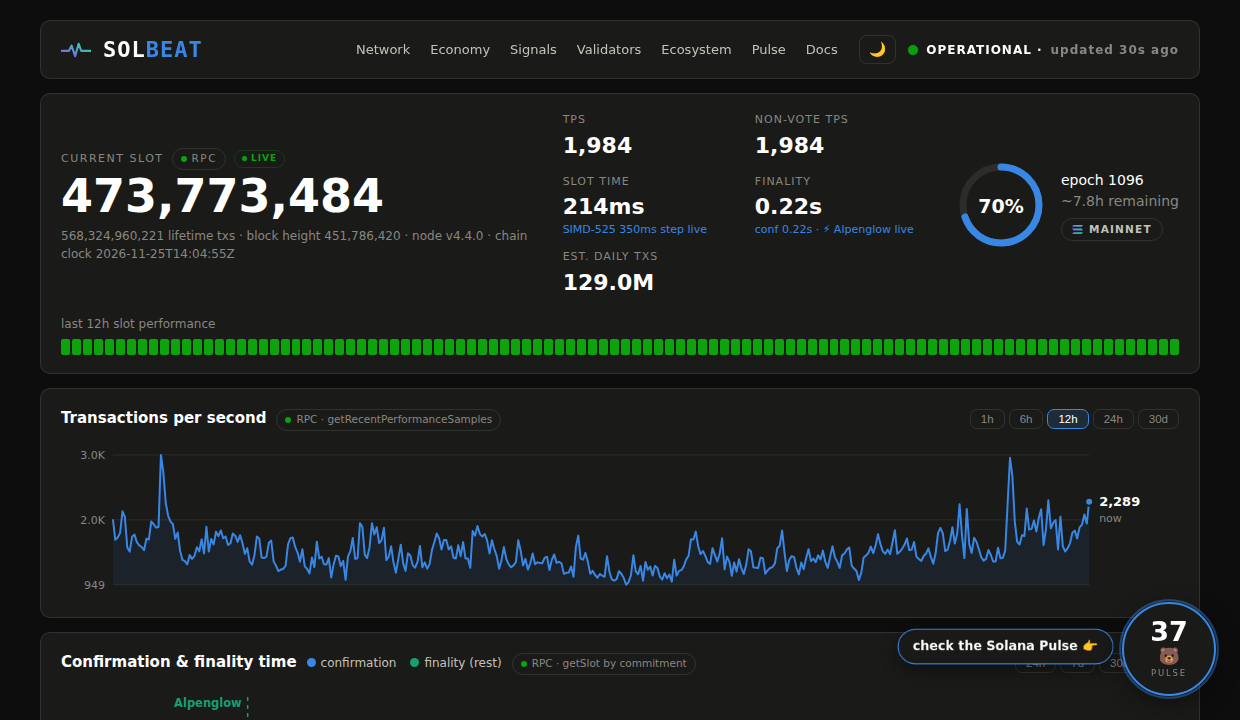 SOLBEAT
Network Economy Signals Validators Ecosystem Pulse Docs
OPERATIONAL · updated 30s ago
CURRENT SLOT RPC LIVE
473,773,484
568,324,960,221 lifetime txs · block height 451,786,420 · node v4.4.0 · chain
clock 2026-11-25T14:04:55Z
TPS
1,984
NON-VOTE TPS
1,984
SLOT TIME
214ms
SIMD-525 350ms step live
FINALITY
0.22s
conf 0.22s · ⚡ Alpenglow live
EST. DAILY TXS
129.0M
70%
epoch 1096
~7.8h remaining
MAINNET
last 12h slot performance
Transactions per second RPC · getRecentPerformanceSamples
1h 6h 12h 24h 30d
3.0K
2.0K
949
2,289
now
Confirmation & finality time confirmation finality (rest) RPC · getSlot by commitment
Alpenglow
check the Solana Pulse 👉
37
PULSE